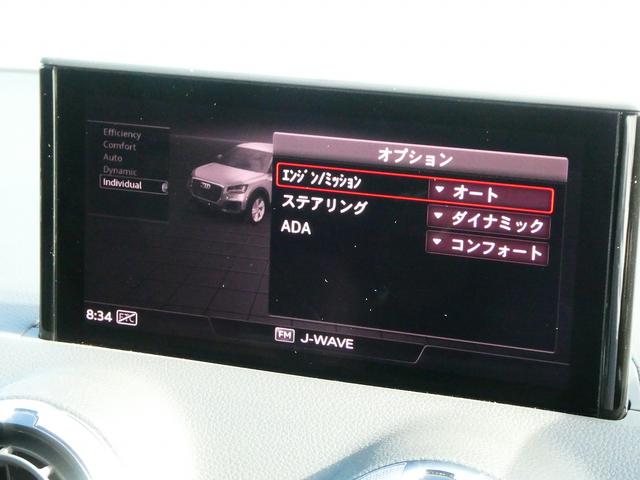 Efficiency
Comfort
Auto
Dynamic
Individual
オプション
ｴﾝｼﾞﾝ/ﾐｯｼｮﾝ
オート
ステアリング
ダイナミック
ADA
コンフォート
8:34 ETC
FM J-WAVE